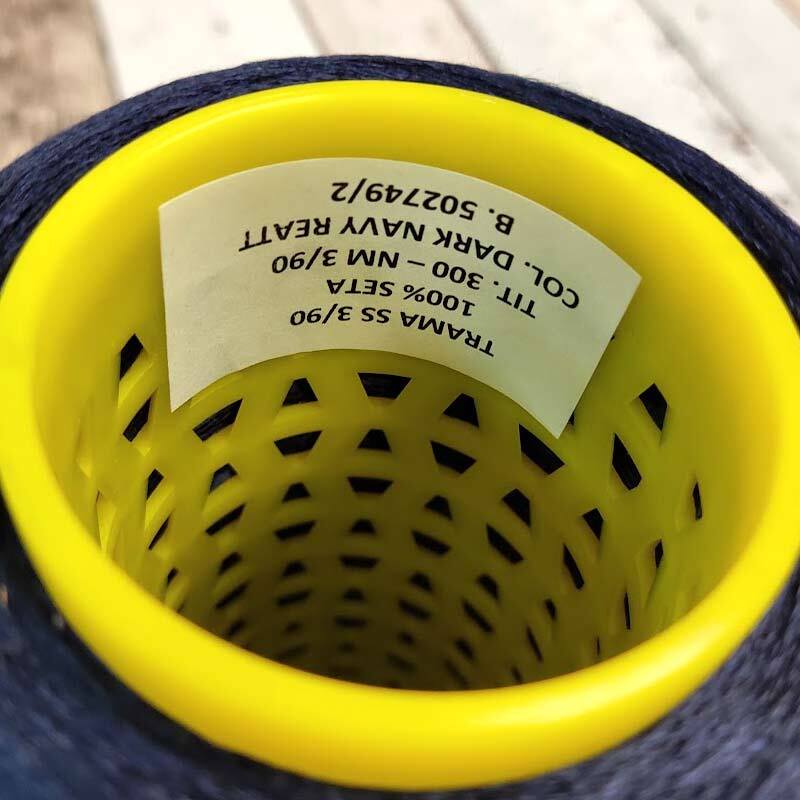 TRAMA SS 3/90
100% SETA
TIT. 300 – NM 3/90
COL. DARK NAVY REATT
B. 502749/2